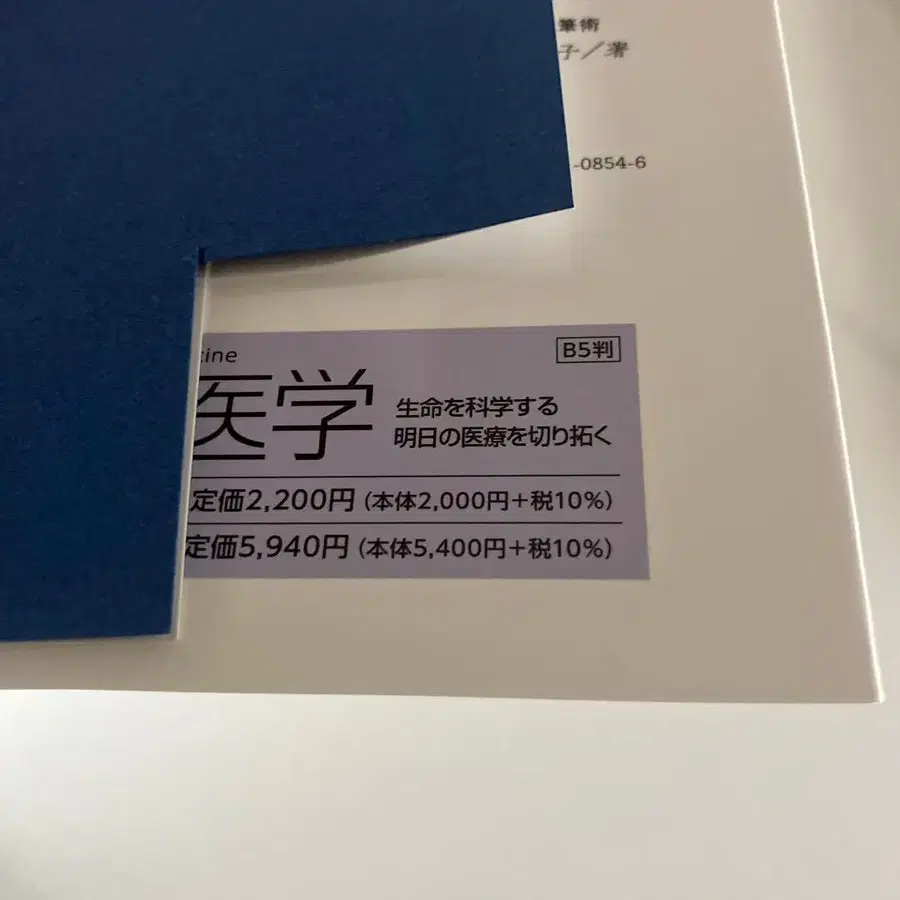 筆術
子／著
-0854-6
cine
B5判
医学
生命を科学する
明日の医療を切り拓く
定価2,200円（本体2,000円＋税10%）
定価5,940円（本体5,400円＋税10%）